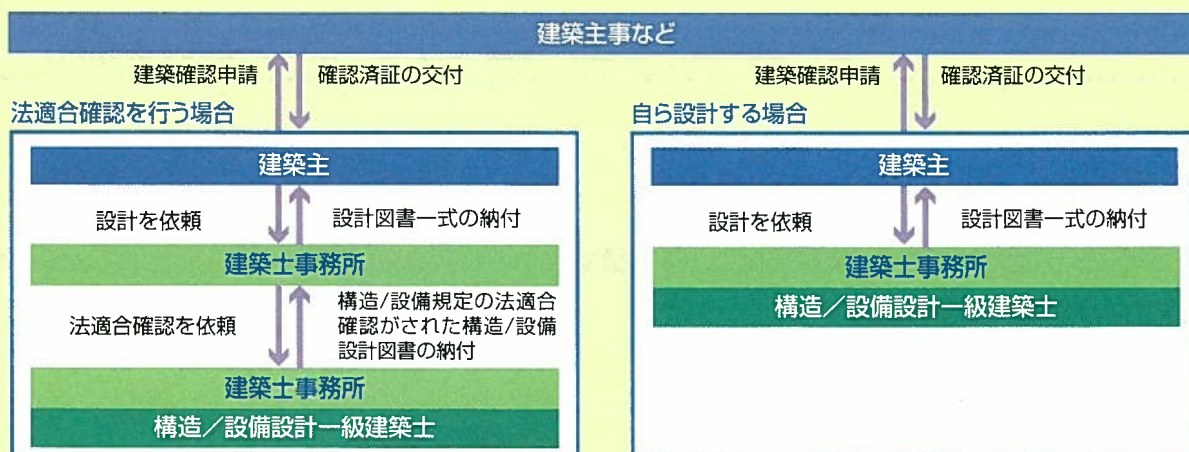 建築主事など
建築確認申請
確認済証の交付
法適合確認を行う場合
建築主
設計を依頼
設計図書一式の納付
建築士事務所
法適合確認を依頼
構造/設備規定の法適合
確認がされた構造/設備
設計図書の納付
建築士事務所
構造／設備設計一級建築士
建築確認申請
確認済証の交付
自ら設計する場合
建築主
設計を依頼
設計図書一式の納付
建築士事務所
構造／設備設計一級建築士